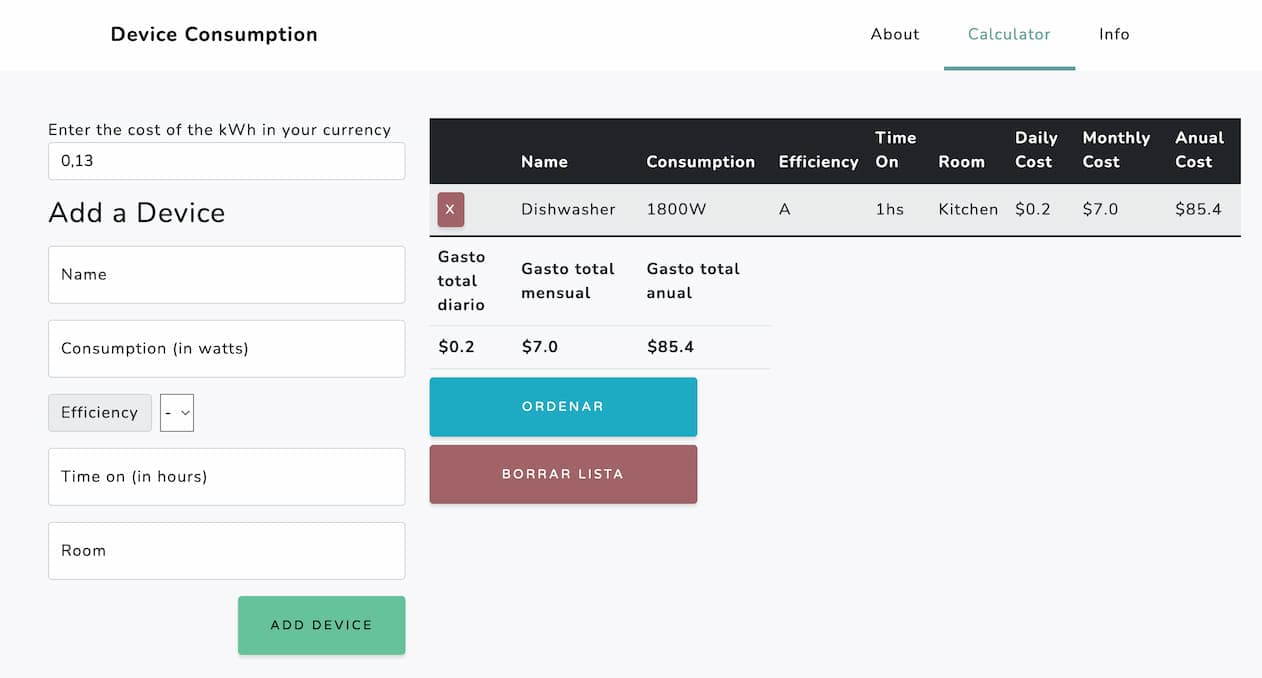 Device Consumption
About Calculator Info
Enter the cost of the kWh in your currency
0,13
Add a Device
Name
Consumption (in watts)
Efficiency -
Time on (in hours)
Room
ADD DEVICE
Name Consumption Efficiency Time On Room Daily Cost Monthly Cost Anual Cost
X Dishwasher 1800W A 1hs Kitchen $0.2 $7.0 $85.4
Gasto total diario Gasto total mensual Gasto total anual
$0.2 $7.0 $85.4
ORDENAR
BORRAR LISTA